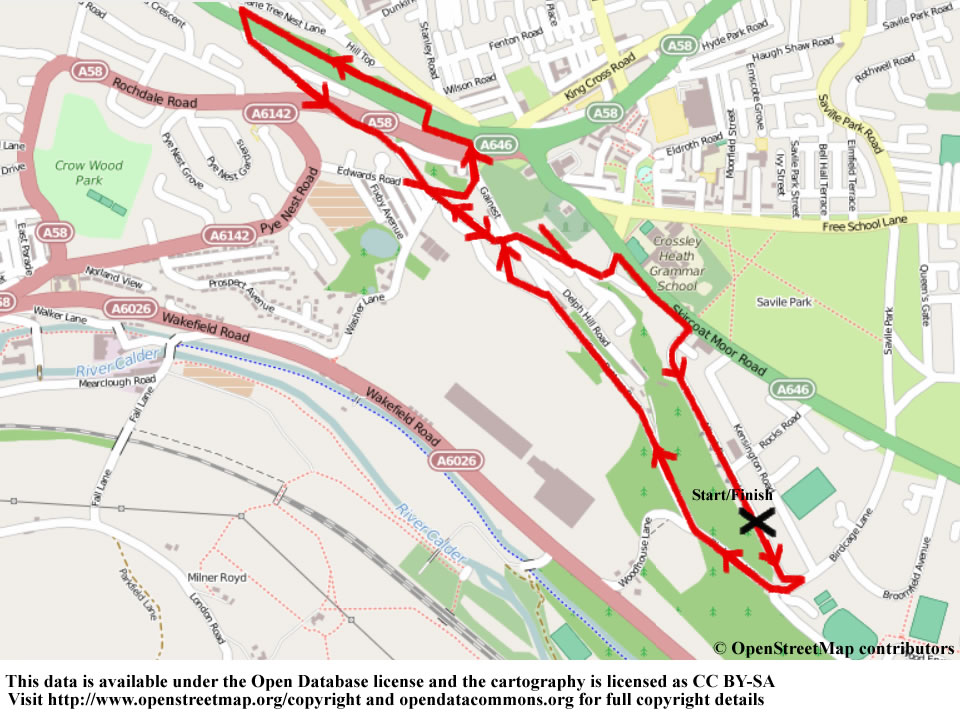 Plane Tree Nest Lane
Crescent
Road
Dunkirk
Stanley Road
Hill Top
Place
Fenton Road
A58
Hyde Park Road
Savile Park Road
Haugh Shaw Road
Rothwell Road
Wilson Road
King Cross Road
Emscote Grove
A58
Rochdale Road
A6142
A58
A58
A646
Savile Park Road
Moorfield Street
Eldroth Road
Lane
Drive
Crow Wood
Park
Pye Nest Grove
Pye Nest Gardens
Edwards Road
Fixby Avenue
Gainest
Ivy Street
Savile Park Street
Bell Hall Terrace
Elmfield Terrace
Free School Lane
Pye Nest Road
A58
A6142
East Parade
Crossley
Heath
Grammar
School
Norland View
Prospect Avenue
Washer Lane
Delph Hill Road
Savile Park
Queen's Gate
Savile Park
58
A6026
Walker Lane
Wakefield Road
Skircoat Moor Road
River Calder
Mearclough Road
Fall Lane
Wakefield Road
A646
A6026
Kensington Road
Rocks Road
Fall Lane
Start/Finish
River Calder
Birdcage Lane
Woodhouse Lane
Broomfield Avenue
Milner Royd
Parkfield Lane
London Road
© OpenStreetMap contributors
This data is available under the Open Database license and the cartography is licensed as CC BY-SA
Visit http://www.openstreetmap.org/copyright and opendatacommons.org for full copyright details